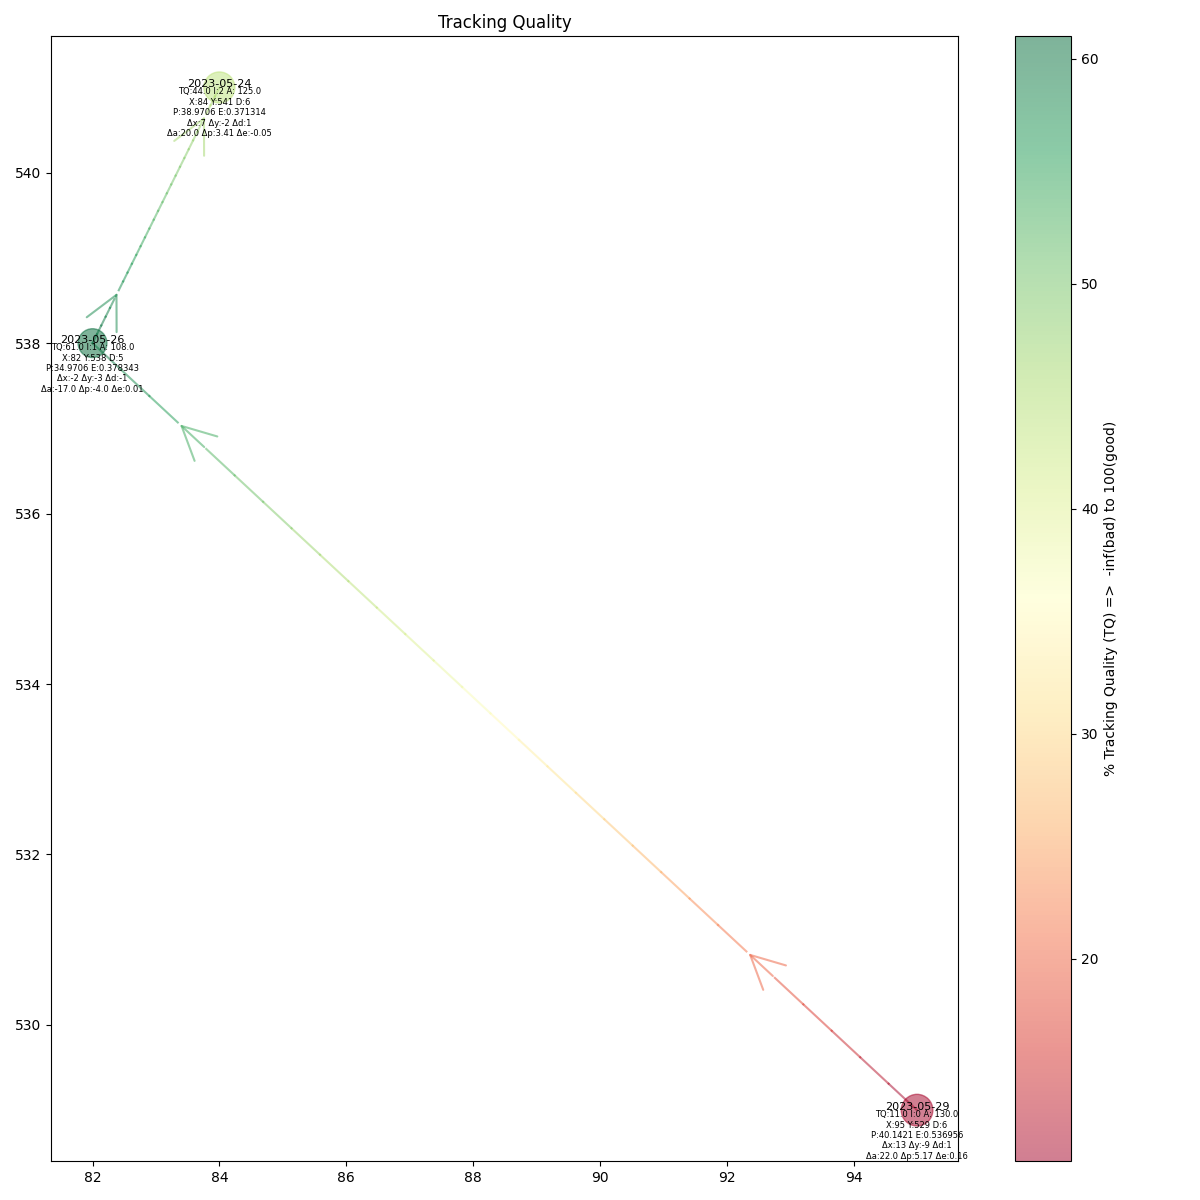 Tracking Quality
2023-05-24
TQ:44.0 I:2 A: 125.0
X:84 Y:541 D:6
P:38.9706 E:0.371314
Δx:7 Δy:-2 Δd:1
Δa:20.0 Δp:3.41 Δe:-0.05
2023-05-26
TQ:61.0 I:1 A: 108.0
X:82 Y:538 D:5
P:34.9706 E:0.378343
Δx:-2 Δy:-3 Δd:-1
Δa:-17.0 Δp:-4.0 Δe:0.01
2023-05-29
TQ:11.0 I:0 A: 130.0
X:95 Y:529 D:6
P:40.1421 E:0.536956
Δx:13 Δy:-9 Δd:1
Δa:22.0 Δp:5.17 Δe:0.16
540
538
536
534
532
530
82 84 86 88 90 92 94
60
50
40
30
20
% Tracking Quality (TQ) => -inf(bad) to 100(good)